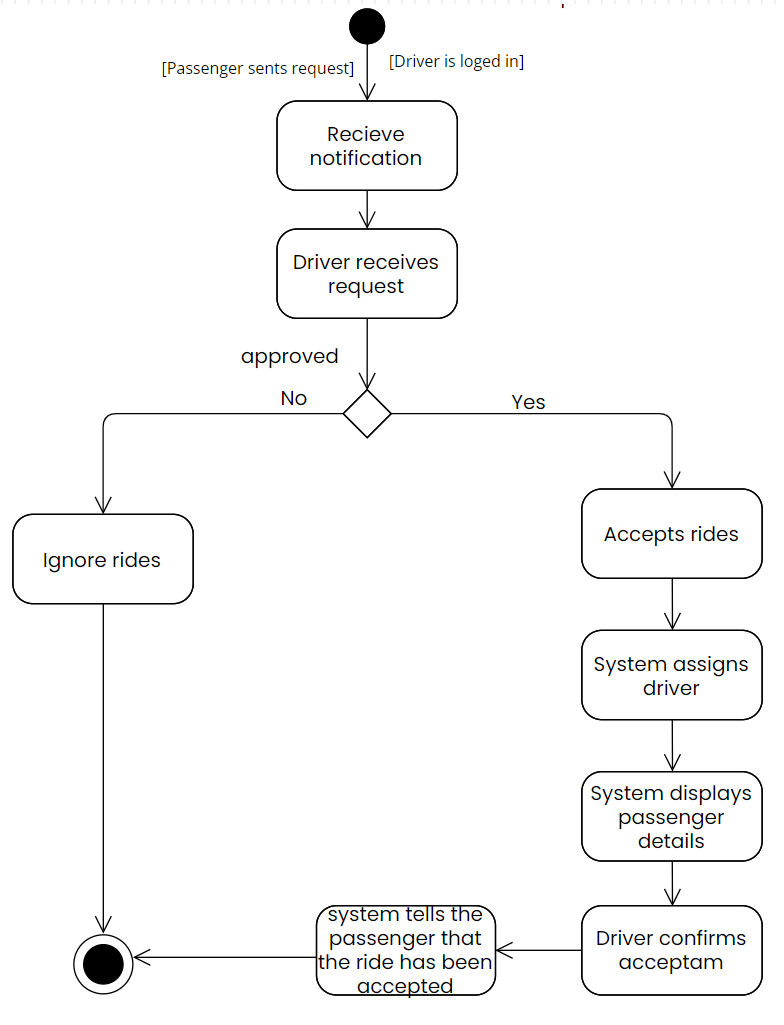 [Passenger sents request]
[Driver is loged in]
Recieve
notification
Driver receives
request
approved
No
Yes
Ignore rides
Accepts rides
System assigns
driver
System displays
passenger
details
Driver confirms
acceptam
system tells the
passenger that
the ride has been
accepted